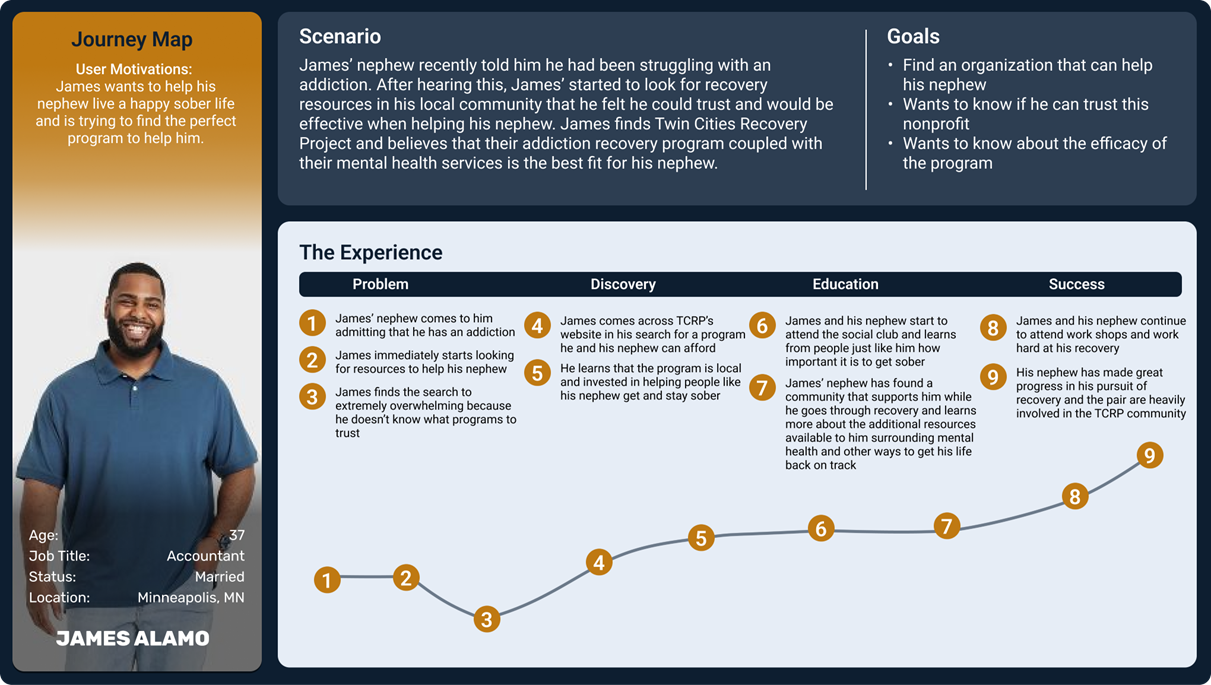 Journey Map
User Motivations:
James wants to help his
nephew live a happy sober life
and is trying to find the perfect
program to help him.
Age: 37
Job Title: Accountant
Status: Married
Location: Minneapolis, MN
JAMES ALAMO
Scenario
James’ nephew recently told him he had been struggling with an
addiction. After hearing this, James’ started to look for recovery
resources in his local community that he felt he could trust and would be
effective when helping his nephew. James finds Twin Cities Recovery
Project and believes that their addiction recovery program coupled with
their mental health services is the best fit for his nephew.
Goals
• Find an organization that can help
his nephew
• Wants to know if he can trust this
nonprofit
• Wants to know about the efficacy of
the program
The Experience
Problem Discovery Education Success
1 James’ nephew comes to him
admitting that he has an addiction
2 James immediately starts looking
for resources to help his nephew
3 James finds the search to
extremely overwhelming because
he doesn’t know what programs to
trust
4 James comes across TCRP’s
website in his search for a program
he and his nephew can afford
5 He learns that the program is local
and invested in helping people like
his nephew get and stay sober
6 James and his nephew start to
attend the social club and learns
from people just like him how
important it is to get sober
7 James’ nephew has found a
community that supports him while
he goes through recovery and learns
more about the additional resources
available to him surrounding mental
health and other ways to get his life
back on track
8 James and his nephew continue
to attend work shops and work
hard at his recovery
9 His nephew has made great
progress in his pursuit of
recovery and the pair are heavily
involved in the TCRP community
1
2
3
4
5
6
7
8
9